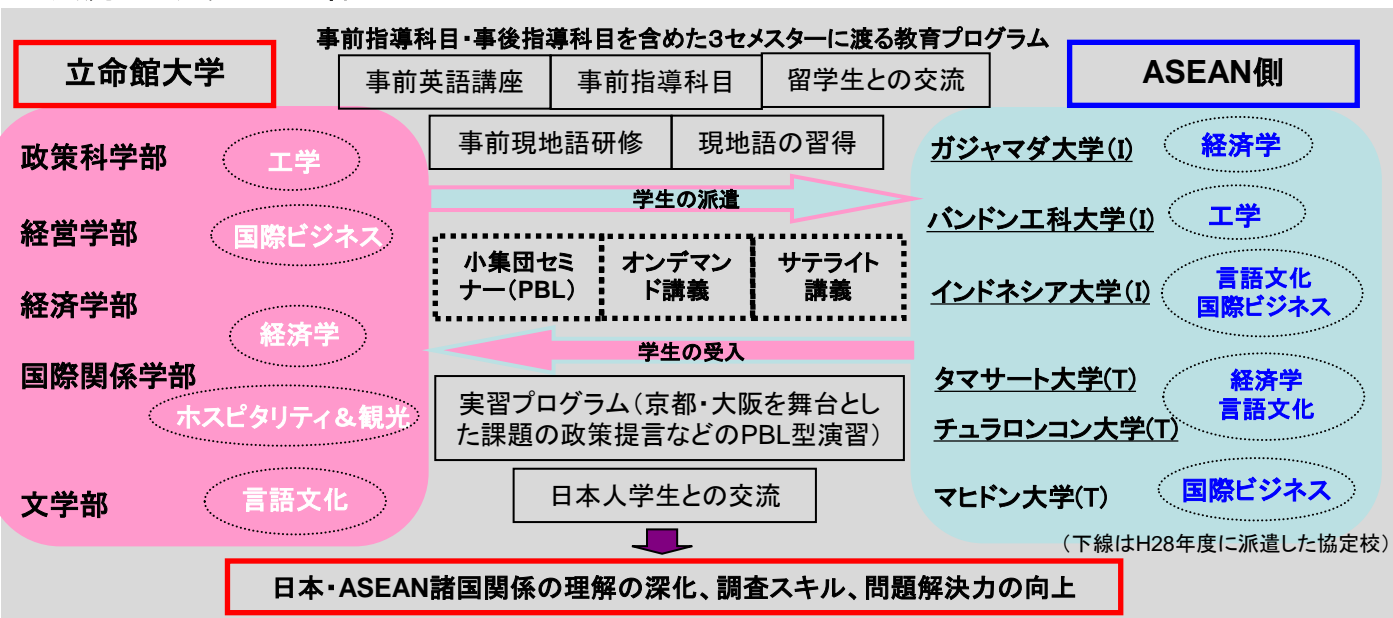 事前指導科目・事後指導科目を含めた３セメスターに渡る教育プログラム
立命館大学
事前英語講座
事前指導科目
留学生との交流
ASEAN側
事前現地語研修
現地語の習得
政策科学部
工学
経営学部
国際ビジネス
経済学部
経済学
国際関係学部
ホスピタリティ＆観光
文学部
言語文化
学生の派遣
小集団セミ
ナー（PBL）
オンデマン
ド講義
サテライト
講義
学生の受入
実習プログラム（京都・大阪を舞台とし
た課題の政策提言などのPBL型演習）
日本人学生との交流
ガジャマダ大学(I)
経済学
バンドン工科大学(I)
工学
インドネシア大学(I)
言語文化
国際ビジネス
タマサート大学(T)
経済学
言語文化
チュラロンコン大学(T)
マヒドン大学(T)
国際ビジネス
（下線はH28年度に派遣した協定校）
日本・ASEAN諸国関係の理解の深化、調査スキル、問題解決力の向上